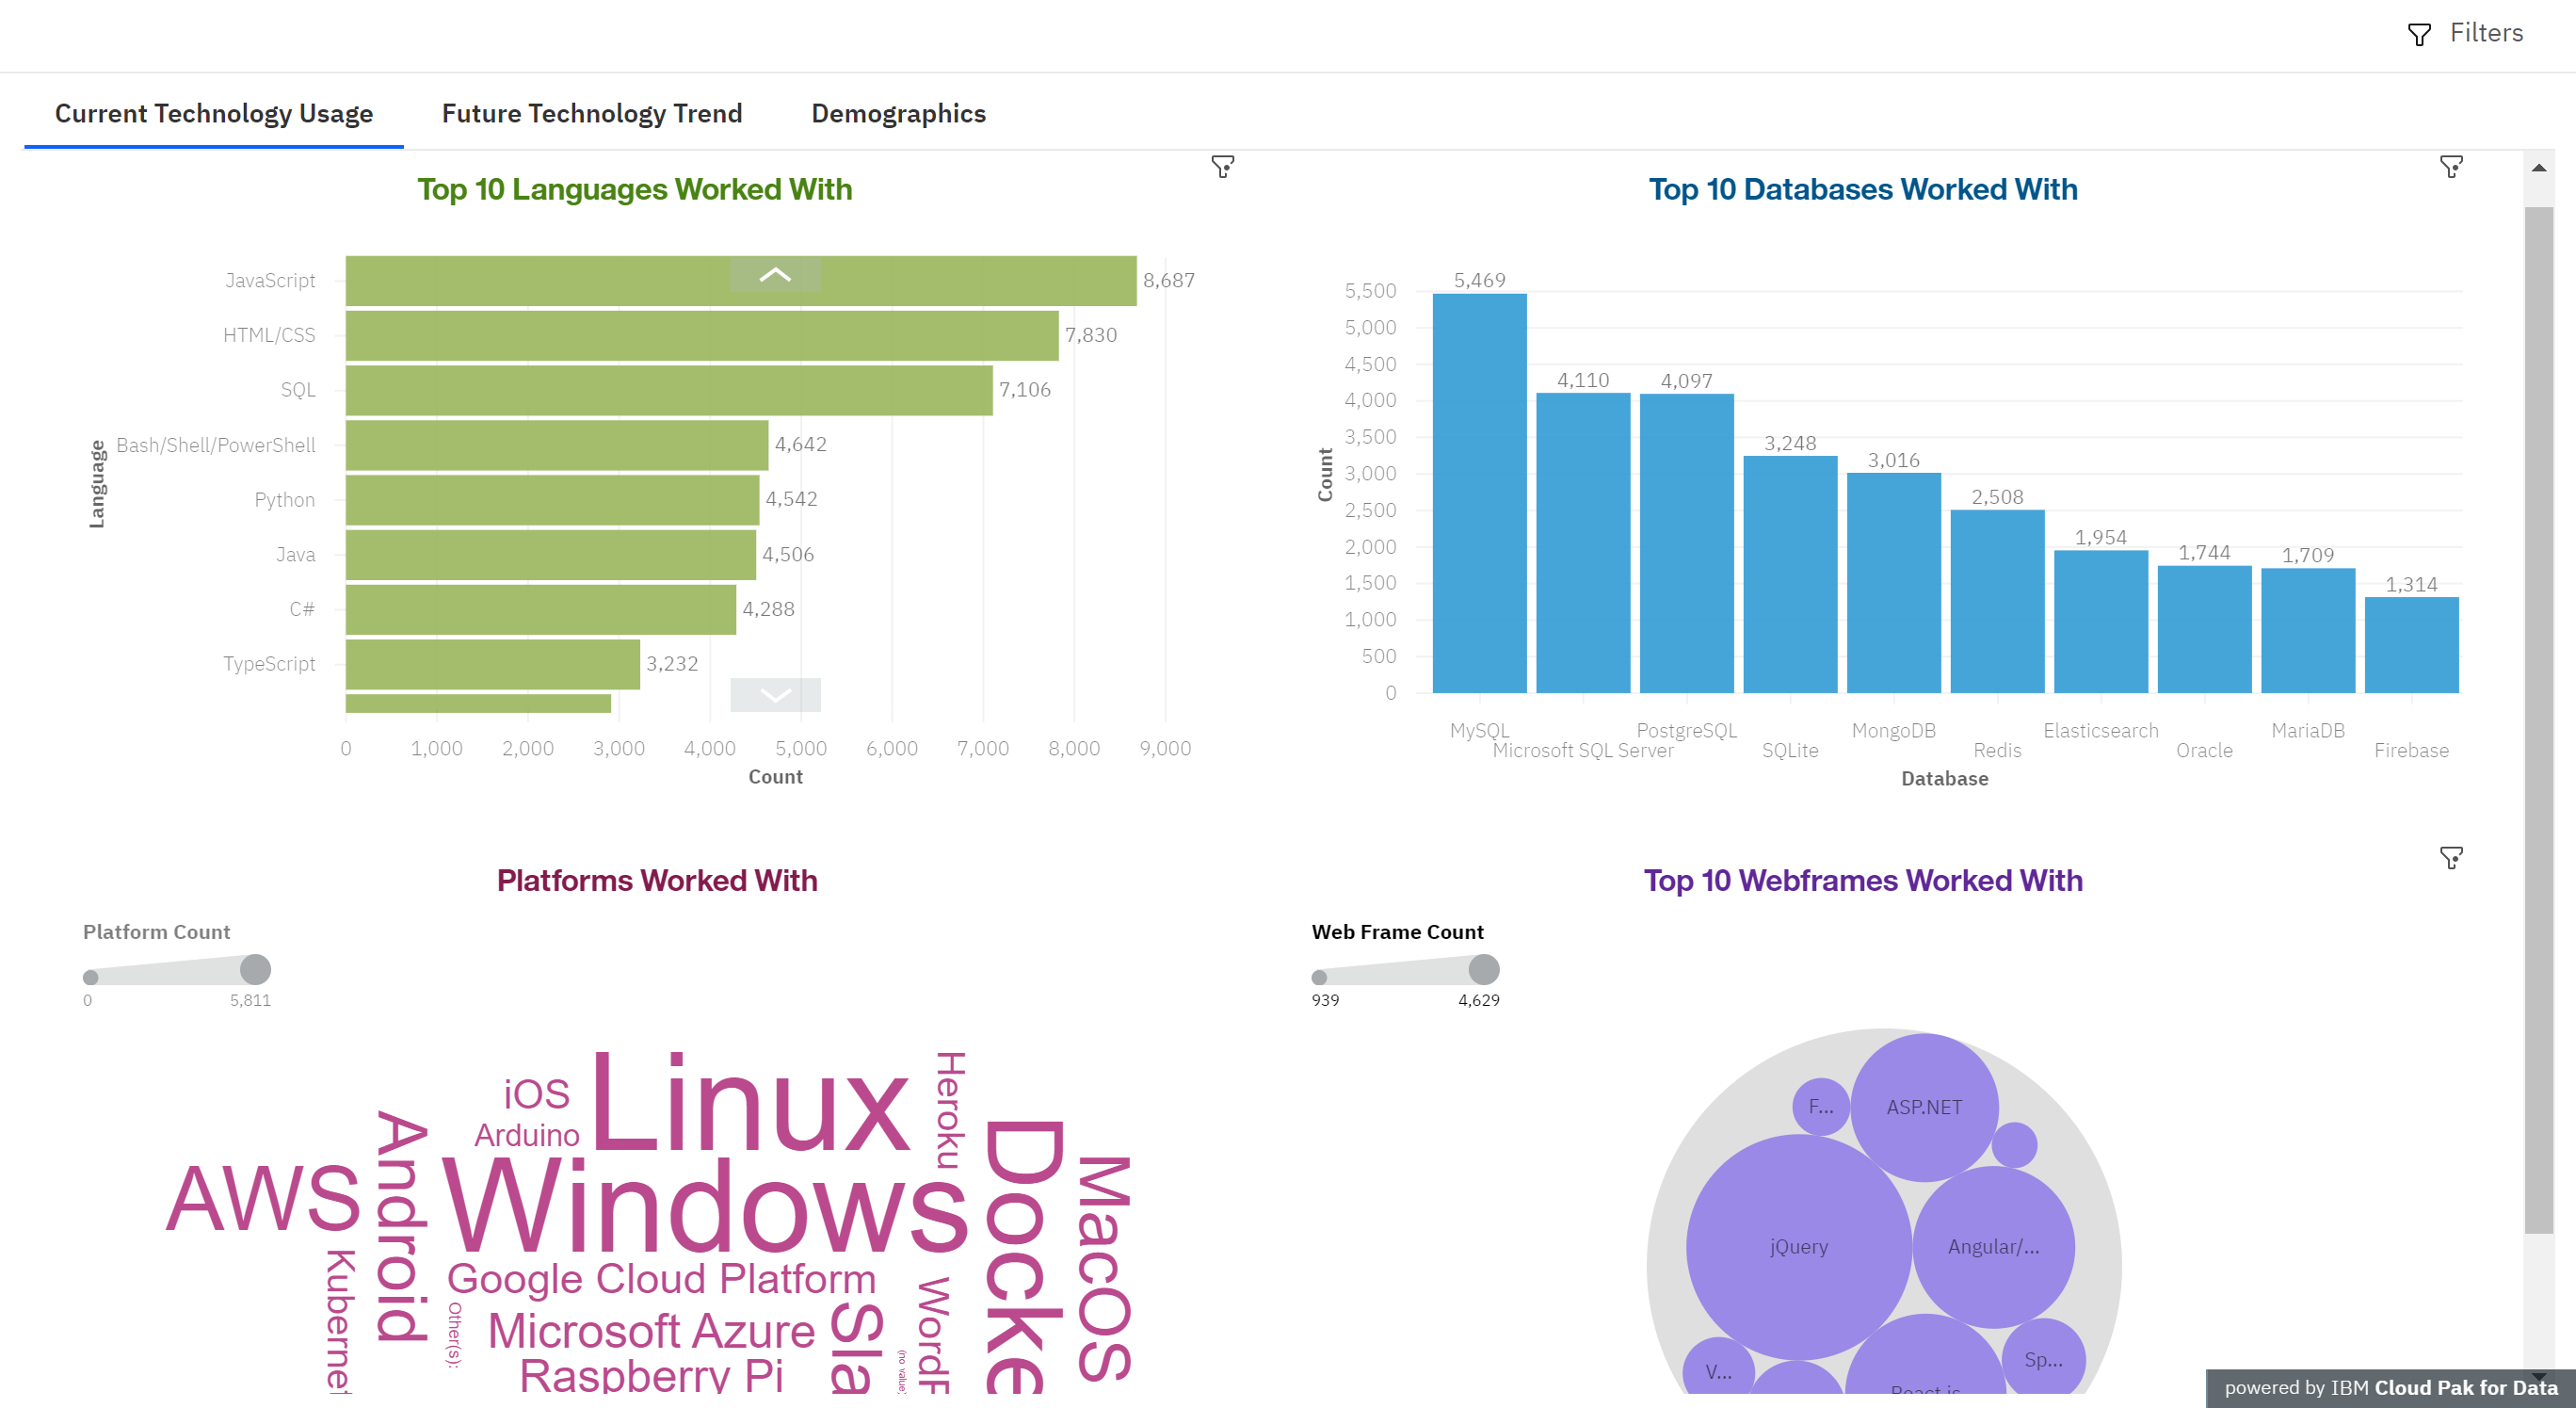 Filters
Current Technology Usage
Future Technology Trend
Demographics
Top 10 Languages Worked With
Language
JavaScript
8,687
HTML/CSS
7,830
SQL
7,106
Bash/Shell/PowerShell
4,642
Python
4,542
Java
4,506
C#
4,288
TypeScript
3,232
0 1,000 2,000 3,000 4,000 5,000 6,000 7,000 8,000 9,000
Count
Top 10 Databases Worked With
Count
5,500
5,000
4,500
4,000
3,500
3,000
2,500
2,000
1,500
1,000
500
0
5,469
4,110
4,097
3,248
3,016
2,508
1,954
1,744
1,709
1,314
MySQL
Microsoft SQL Server
PostgreSQL
SQLite
MongoDB
Redis
Elasticsearch
Oracle
MariaDB
Firebase
Database
Platforms Worked With
Platform Count
0 5,811
iOS
Arduino
Linux
Heroku
AWS
Android
Windows
Docke
MacOS
Kubernet
Google Cloud Platform
Other(s):
Microsoft Azure
Sla
WordF
(no value)
Raspberry Pi
Top 10 Webframes Worked With
Web Frame Count
939 4,629
F...
ASP.NET
jQuery
Angular/...
V...
Sp...
React.js
powered by IBM Cloud Pak for Data